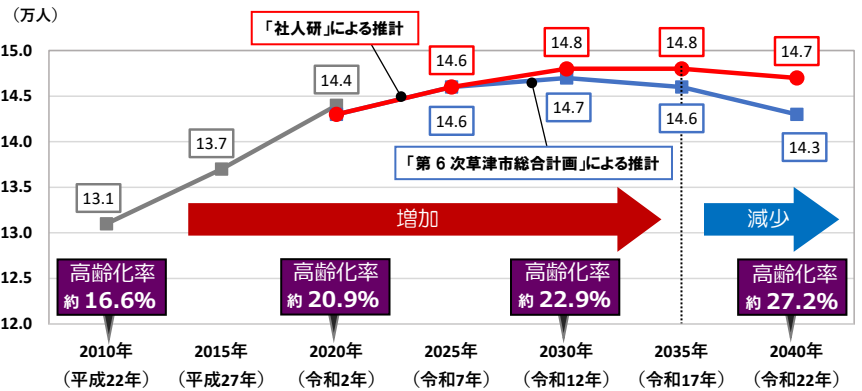 （万人）
「社人研」による推計
15.0
14.5
14.0
13.5
13.0
12.5
12.0
13.1
13.7
14.4
14.6
14.8
14.8
14.7
14.6
14.7
14.6
14.3
「第６次草津市総合計画」による推計
増加
減少
高齢化率
約 16.6%
高齢化率
約 20.9%
高齢化率
約 22.9%
高齢化率
約 27.2%
2010年
（平成22年）
2015年
（平成27年）
2020年
（令和2年）
2025年
（令和7年）
2030年
（令和12年）
2035年
（令和17年）
2040年
（令和22年）